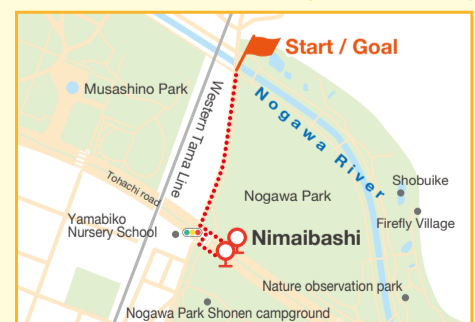 Start / Goal
Musashino Park
Western Tama Line
Nogawa River
Tohachi road
Nogawa Park
Shobuike
Firefly Village
Yamabiko
Nursery School
Nimaibashi
Nature observation park
Nogawa Park Shonen campground